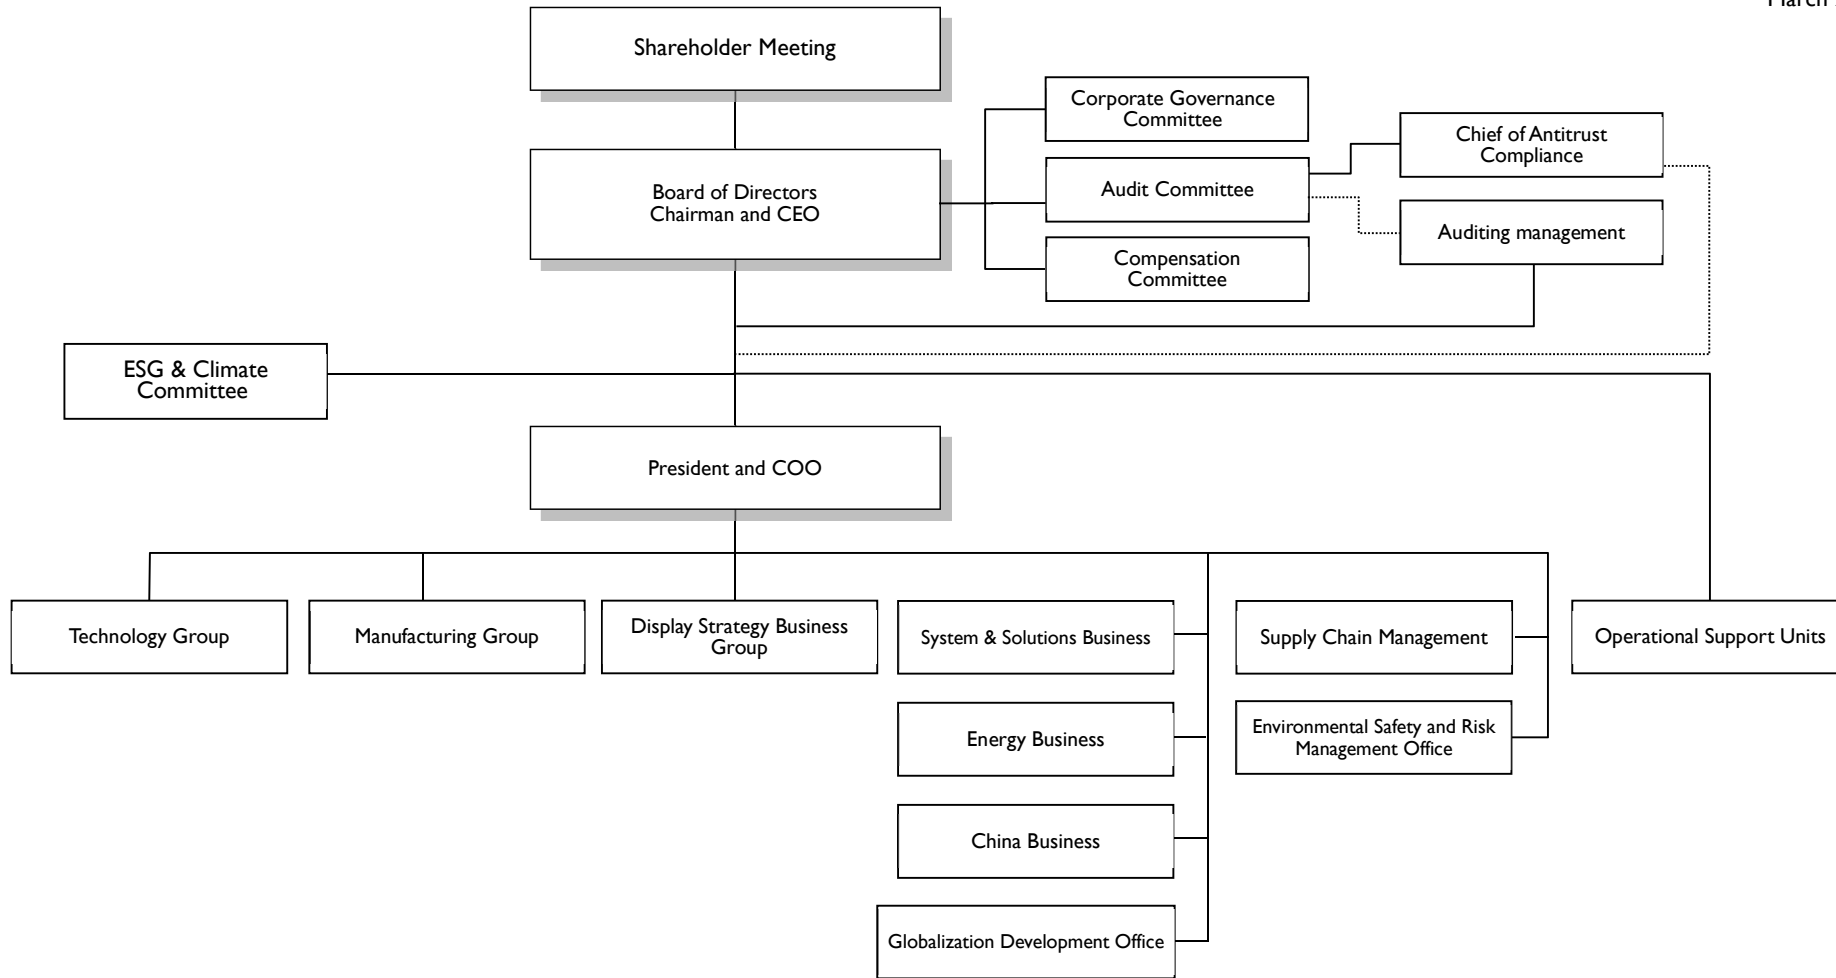 March
Shareholder Meeting
Corporate Governance
Committee
Chief of Antitrust
Compliance
Board of Directors
Chairman and CEO
Audit Committee
Auditing management
Compensation
Committee
ESG & Climate
Committee
President and COO
Technology Group
Manufacturing Group
Display Strategy Business
Group
System & Solutions Business
Supply Chain Management
Operational Support Units
Energy Business
Environmental Safety and Risk
Management Office
China Business
Globalization Development Office